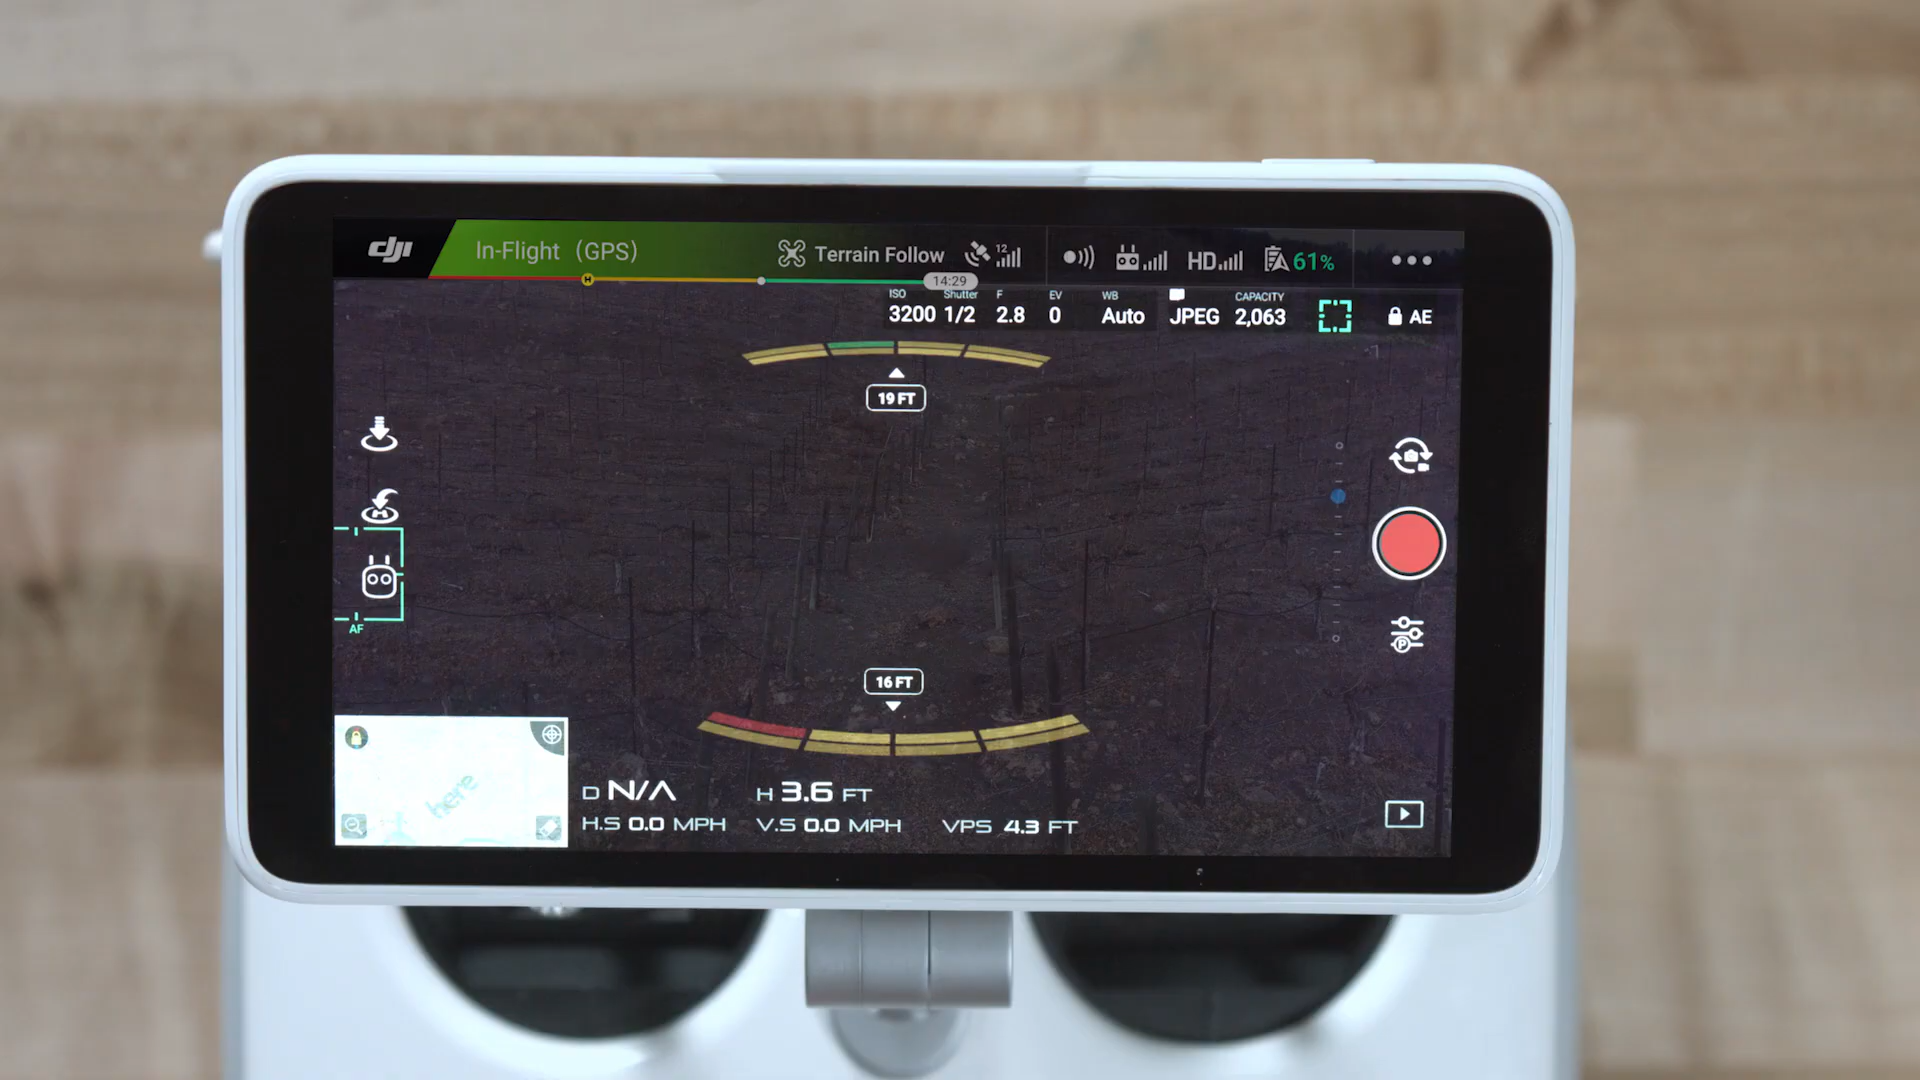 dji In-Flight (GPS) Terrain Follow 12 HD 61%
H 14:29
ISO Shutter F EV WB CAPACITY
3200 1/2 2.8 0 Auto JPEG 2,063 AE
19 FT
H
AF
16 FT
here
D N/A H 3.6 FT
H.S 0.0 MPH V.S 0.0 MPH VPS 4.3 FT
P